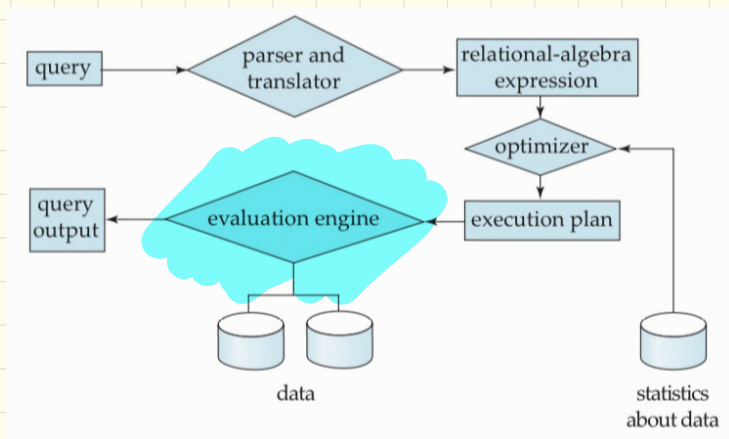 query
parser and
translator
relational-algebra
expression
optimizer
query
output
evaluation engine
execution plan
data
statistics
about data